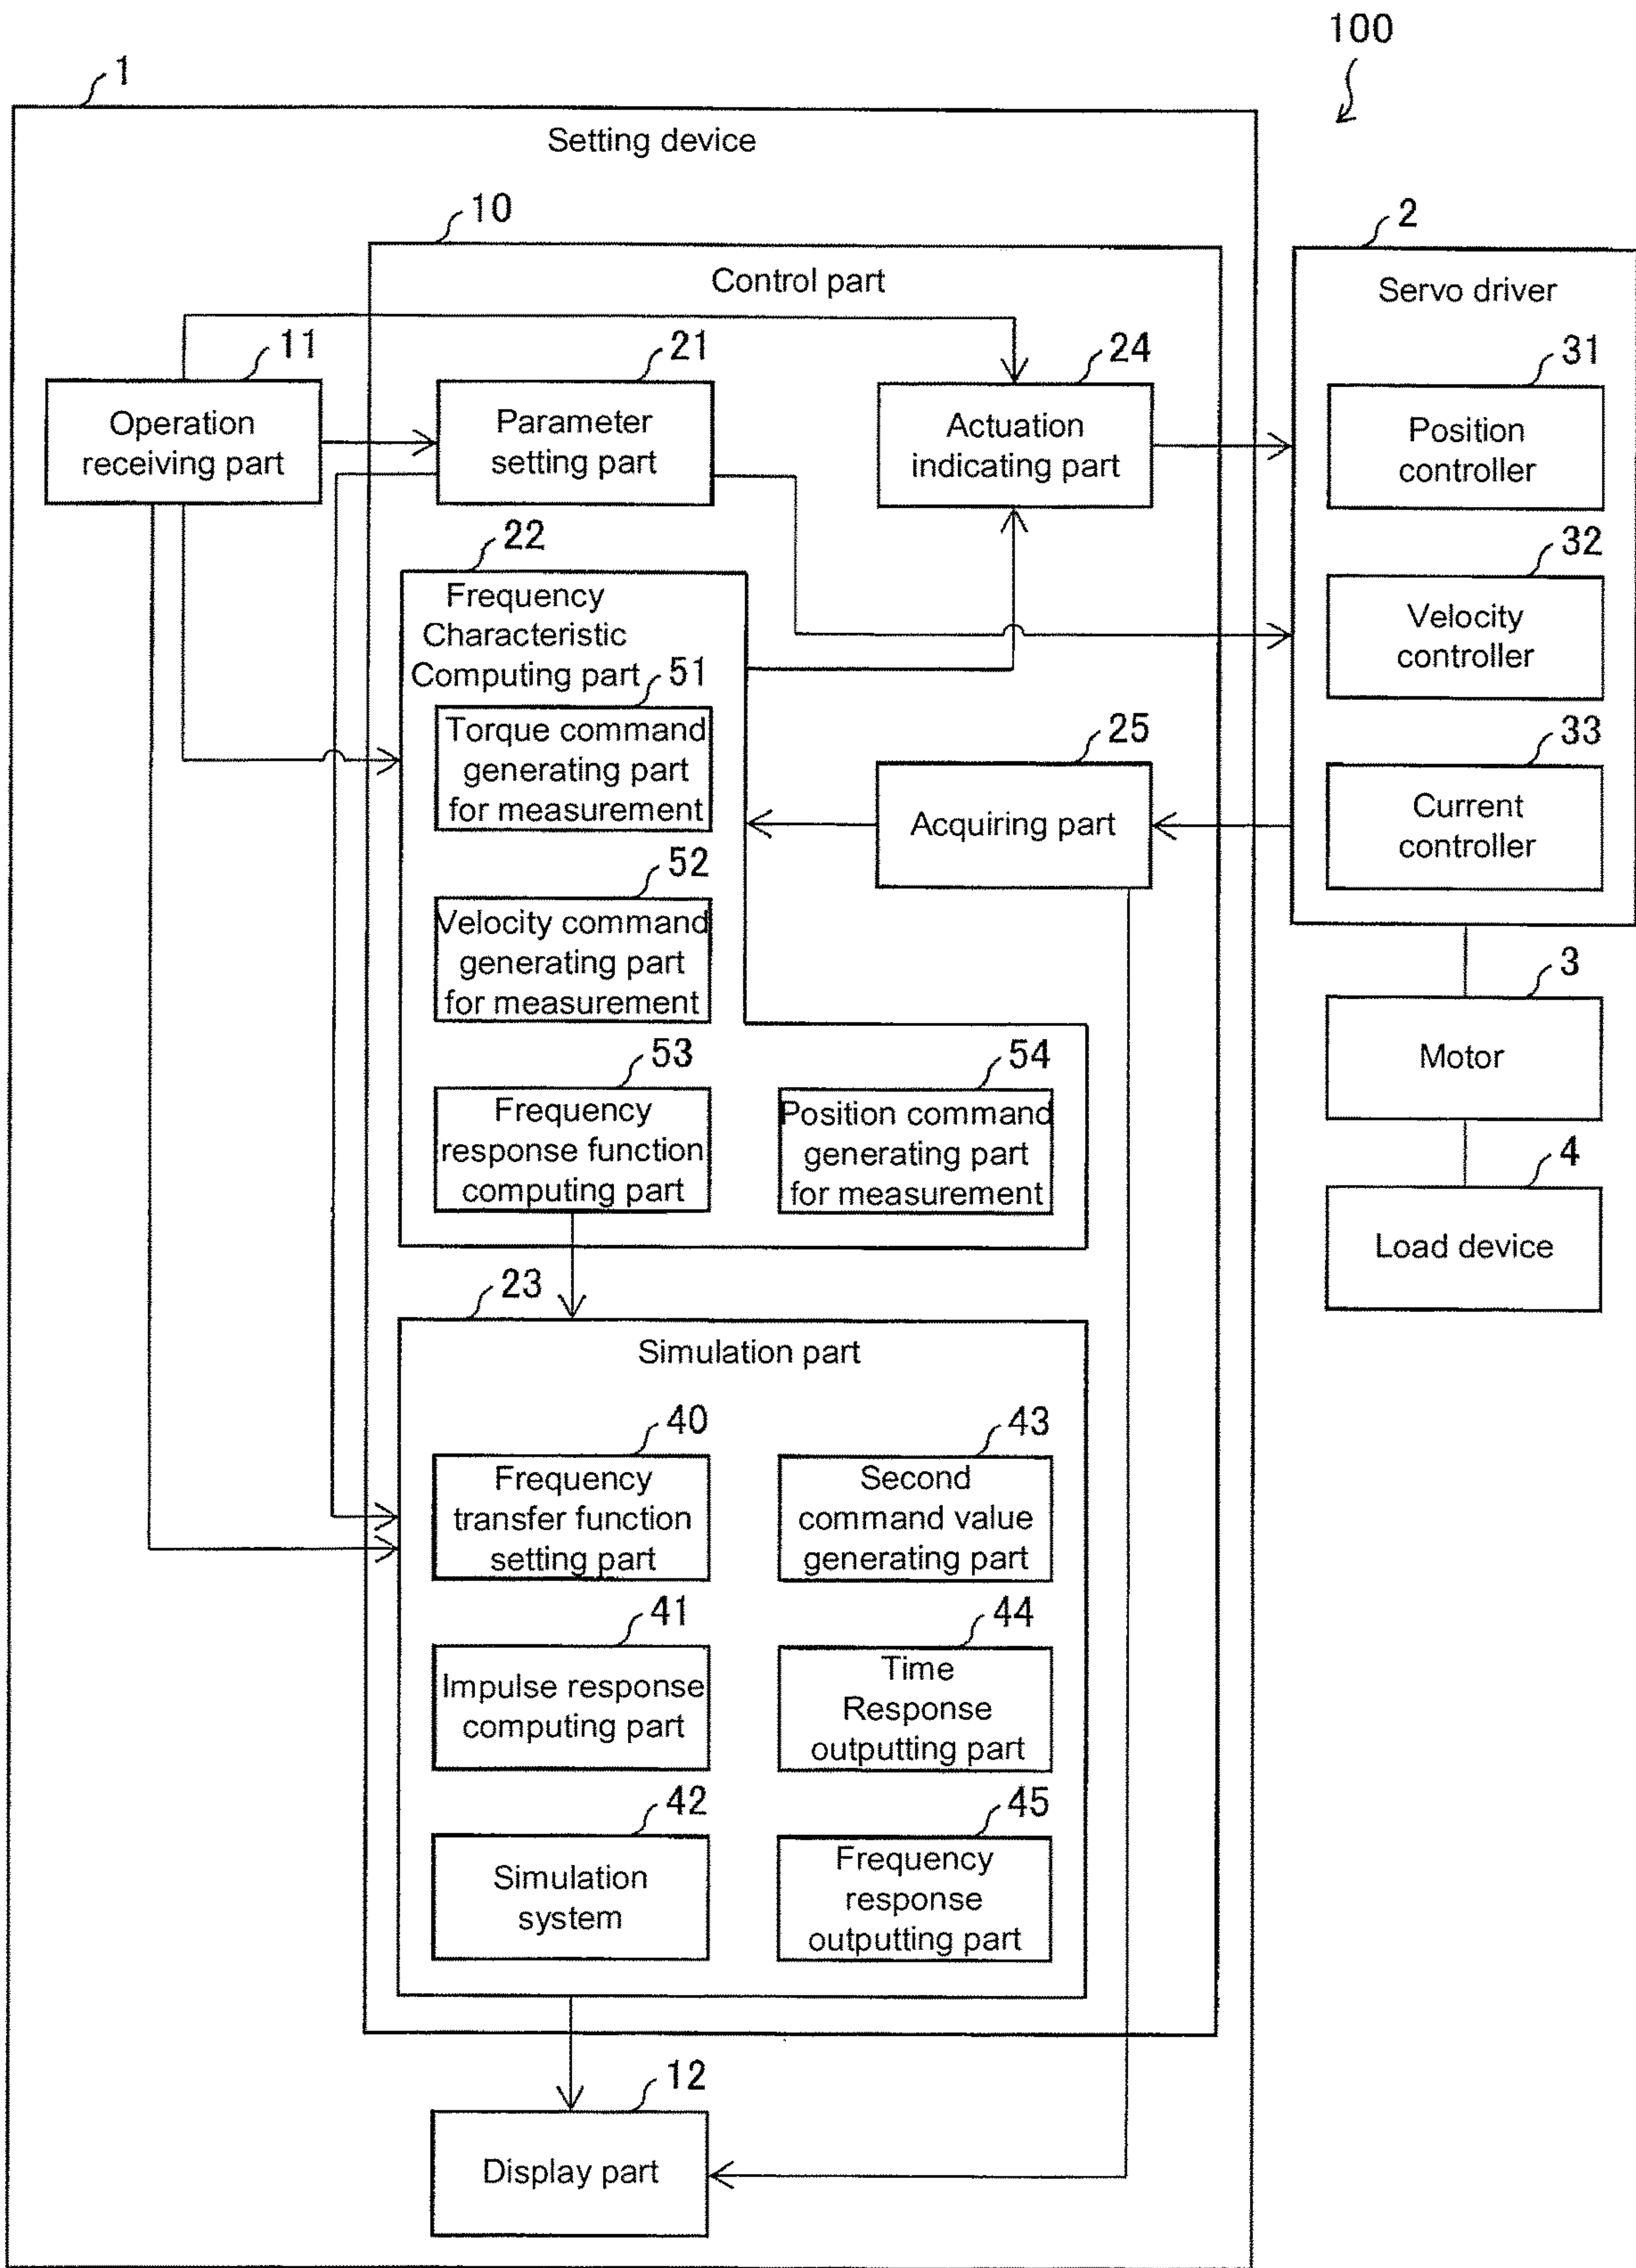 100
1
Setting device
10
Control part
2
Servo driver
11
Operation
receiving part
21
Parameter
setting part
24
Actuation
indicating part
31
Position
controller
22
Frequency
Characteristic
Computing part
32
Velocity
controller
51
Torque command
generating part
for measurement
25
Acquiring part
33
Current
controller
52
Velocity command
generating part
for measurement
3
Motor
53
Frequency
response function
computing part
54
Position command
generating part
for measurement
4
Load device
23
Simulation part
40
Frequency
transfer function
setting part
43
Second
command value
generating part
41
Impulse response
computing part
44
Time
Response
outputting part
42
Simulation
system
45
Frequency
response
outputting part
12
Display part